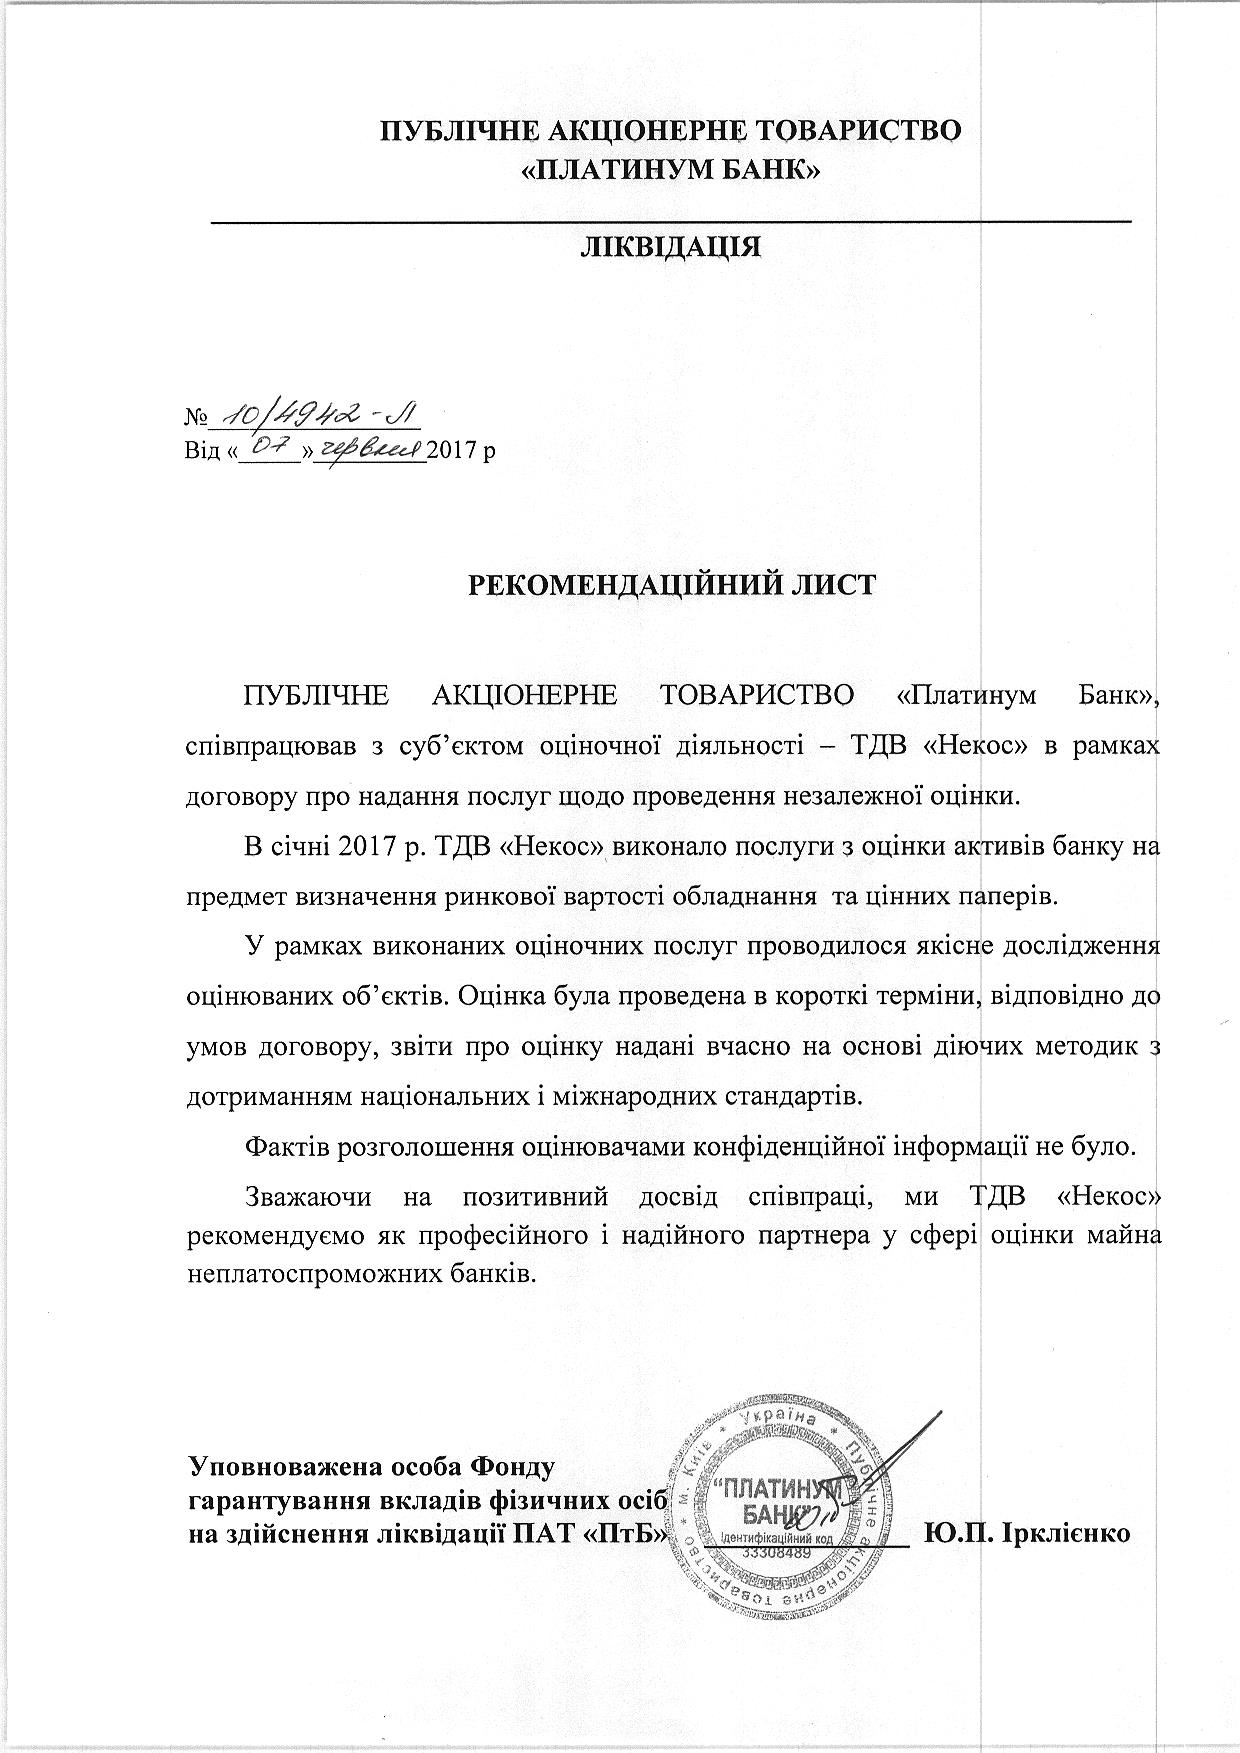 ПУБЛІЧНЕ АКЦІОНЕРНЕ ТОВАРИСТВО
«ПЛАТИНУМ БАНК»
ЛІКВІДАЦІЯ
№ 10/4942-Л
Від « 07 » червня 2017 р
РЕКОМЕНДАЦІЙНИЙ ЛИСТ
ПУБЛІЧНЕ АКЦІОНЕРНЕ ТОВАРИСТВО «Платинум Банк»,
співпрацював з суб’єктом оціночної діяльності – ТДВ «Некос» в рамках
договору про надання послуг щодо проведення незалежної оцінки.
В січні 2017 р. ТДВ «Некос» виконало послуги з оцінки активів банку на
предмет визначення ринкової вартості обладнання та цінних паперів.
У рамках виконаних оціночних послуг проводилося якісне дослідження
оцінюваних об’єктів. Оцінка була проведена в короткі терміни, відповідно до
умов договору, звіти про оцінку надані вчасно на основі діючих методик з
дотриманням національних і міжнародних стандартів.
Фактів розголошення оцінювачами конфіденційної інформації не було.
Зважаючи на позитивний досвід співпраці, ми ТДВ «Некос»
рекомендуємо як професійного і надійного партнера у сфері оцінки майна
неплатоспроможних банків.
Уповноважена особа Фонду
гарантування вкладів фізичних осіб
на здійснення ліквідації ПАТ «ПтБ» Ю.П. Ірклієнко
м. Київ * Україна * Публічне акціонерне товариство *
“ПЛАТИНУМ
БАНК”
Ідентифікаційний код
33308489